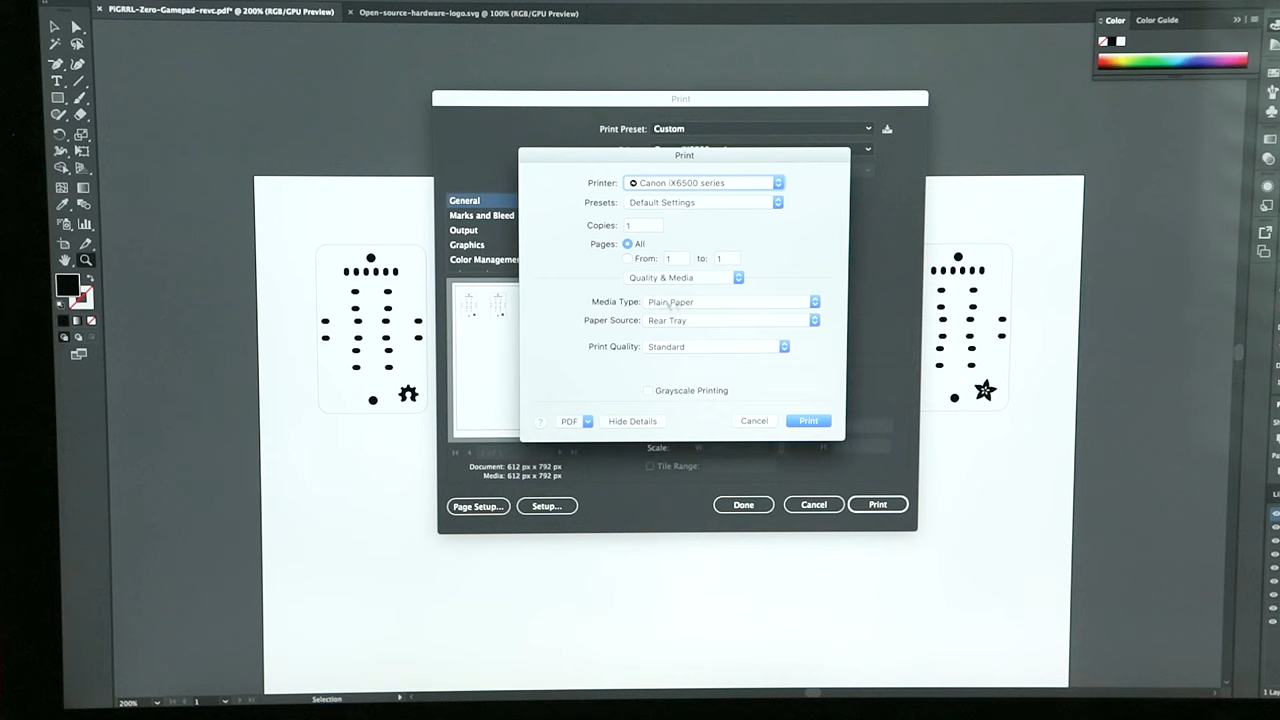 PiGRRL-Zero-Gamepad-revc.pdf* @ 200% (RGB/GPU Preview)
Open-source-hardware-logo.svg @ 100% (RGB/GPU Preview)
Color
Color Guide
Print
Print Preset: Custom
Print
Printer: Canon iX6500 series
Presets: Default Settings
Copies: 1
Pages: All
From: 1 to: 1
Quality & Media
Media Type: Plain Paper
Paper Source: Rear Tray
Print Quality: Standard
Grayscale Printing
? PDF Hide Details Cancel Print
General
Marks and Bleed
Output
Graphics
Color Manageme
Scale:
Tile Range:
Document: 612 px x 792 px
Media: 612 px x 792 px
Page Setup... Setup... Done Cancel Print
200% 1 Selection
1 La